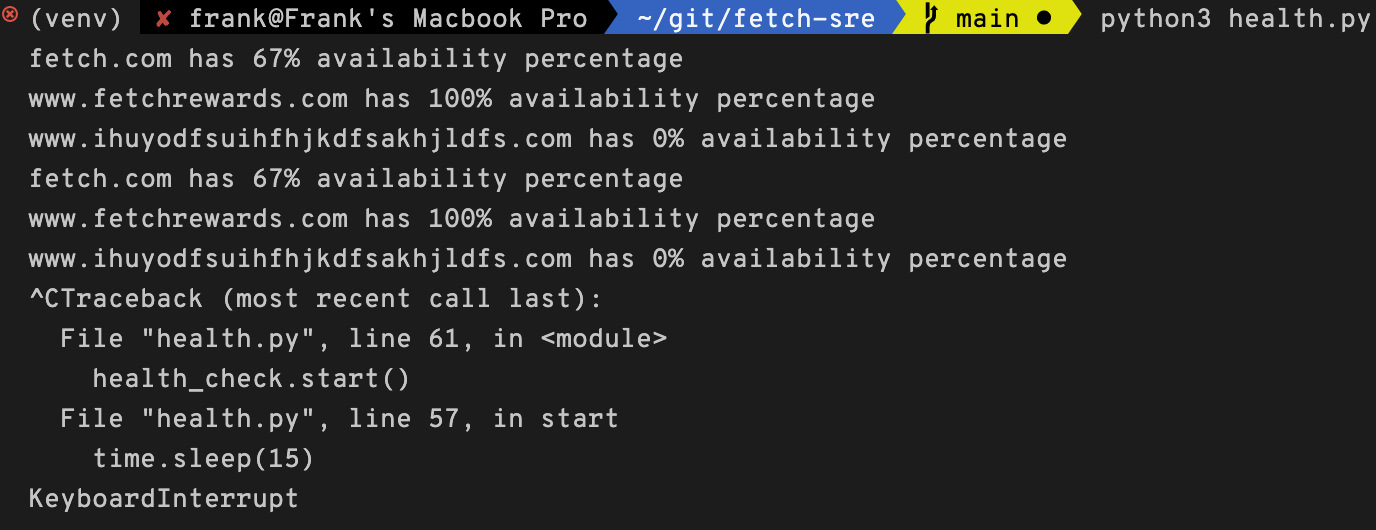 (venv) ✘ frank@Frank's Macbook Pro ~/git/fetch-sre main ● python3 health.py
fetch.com has 67% availability percentage
www.fetchrewards.com has 100% availability percentage
www.ihuyodfsuihfhjkdfsakhjldfs.com has 0% availability percentage
fetch.com has 67% availability percentage
www.fetchrewards.com has 100% availability percentage
www.ihuyodfsuihfhjkdfsakhjldfs.com has 0% availability percentage
^CTraceback (most recent call last):
  File "health.py", line 61, in <module>
    health_check.start()
  File "health.py", line 57, in start
    time.sleep(15)
KeyboardInterrupt